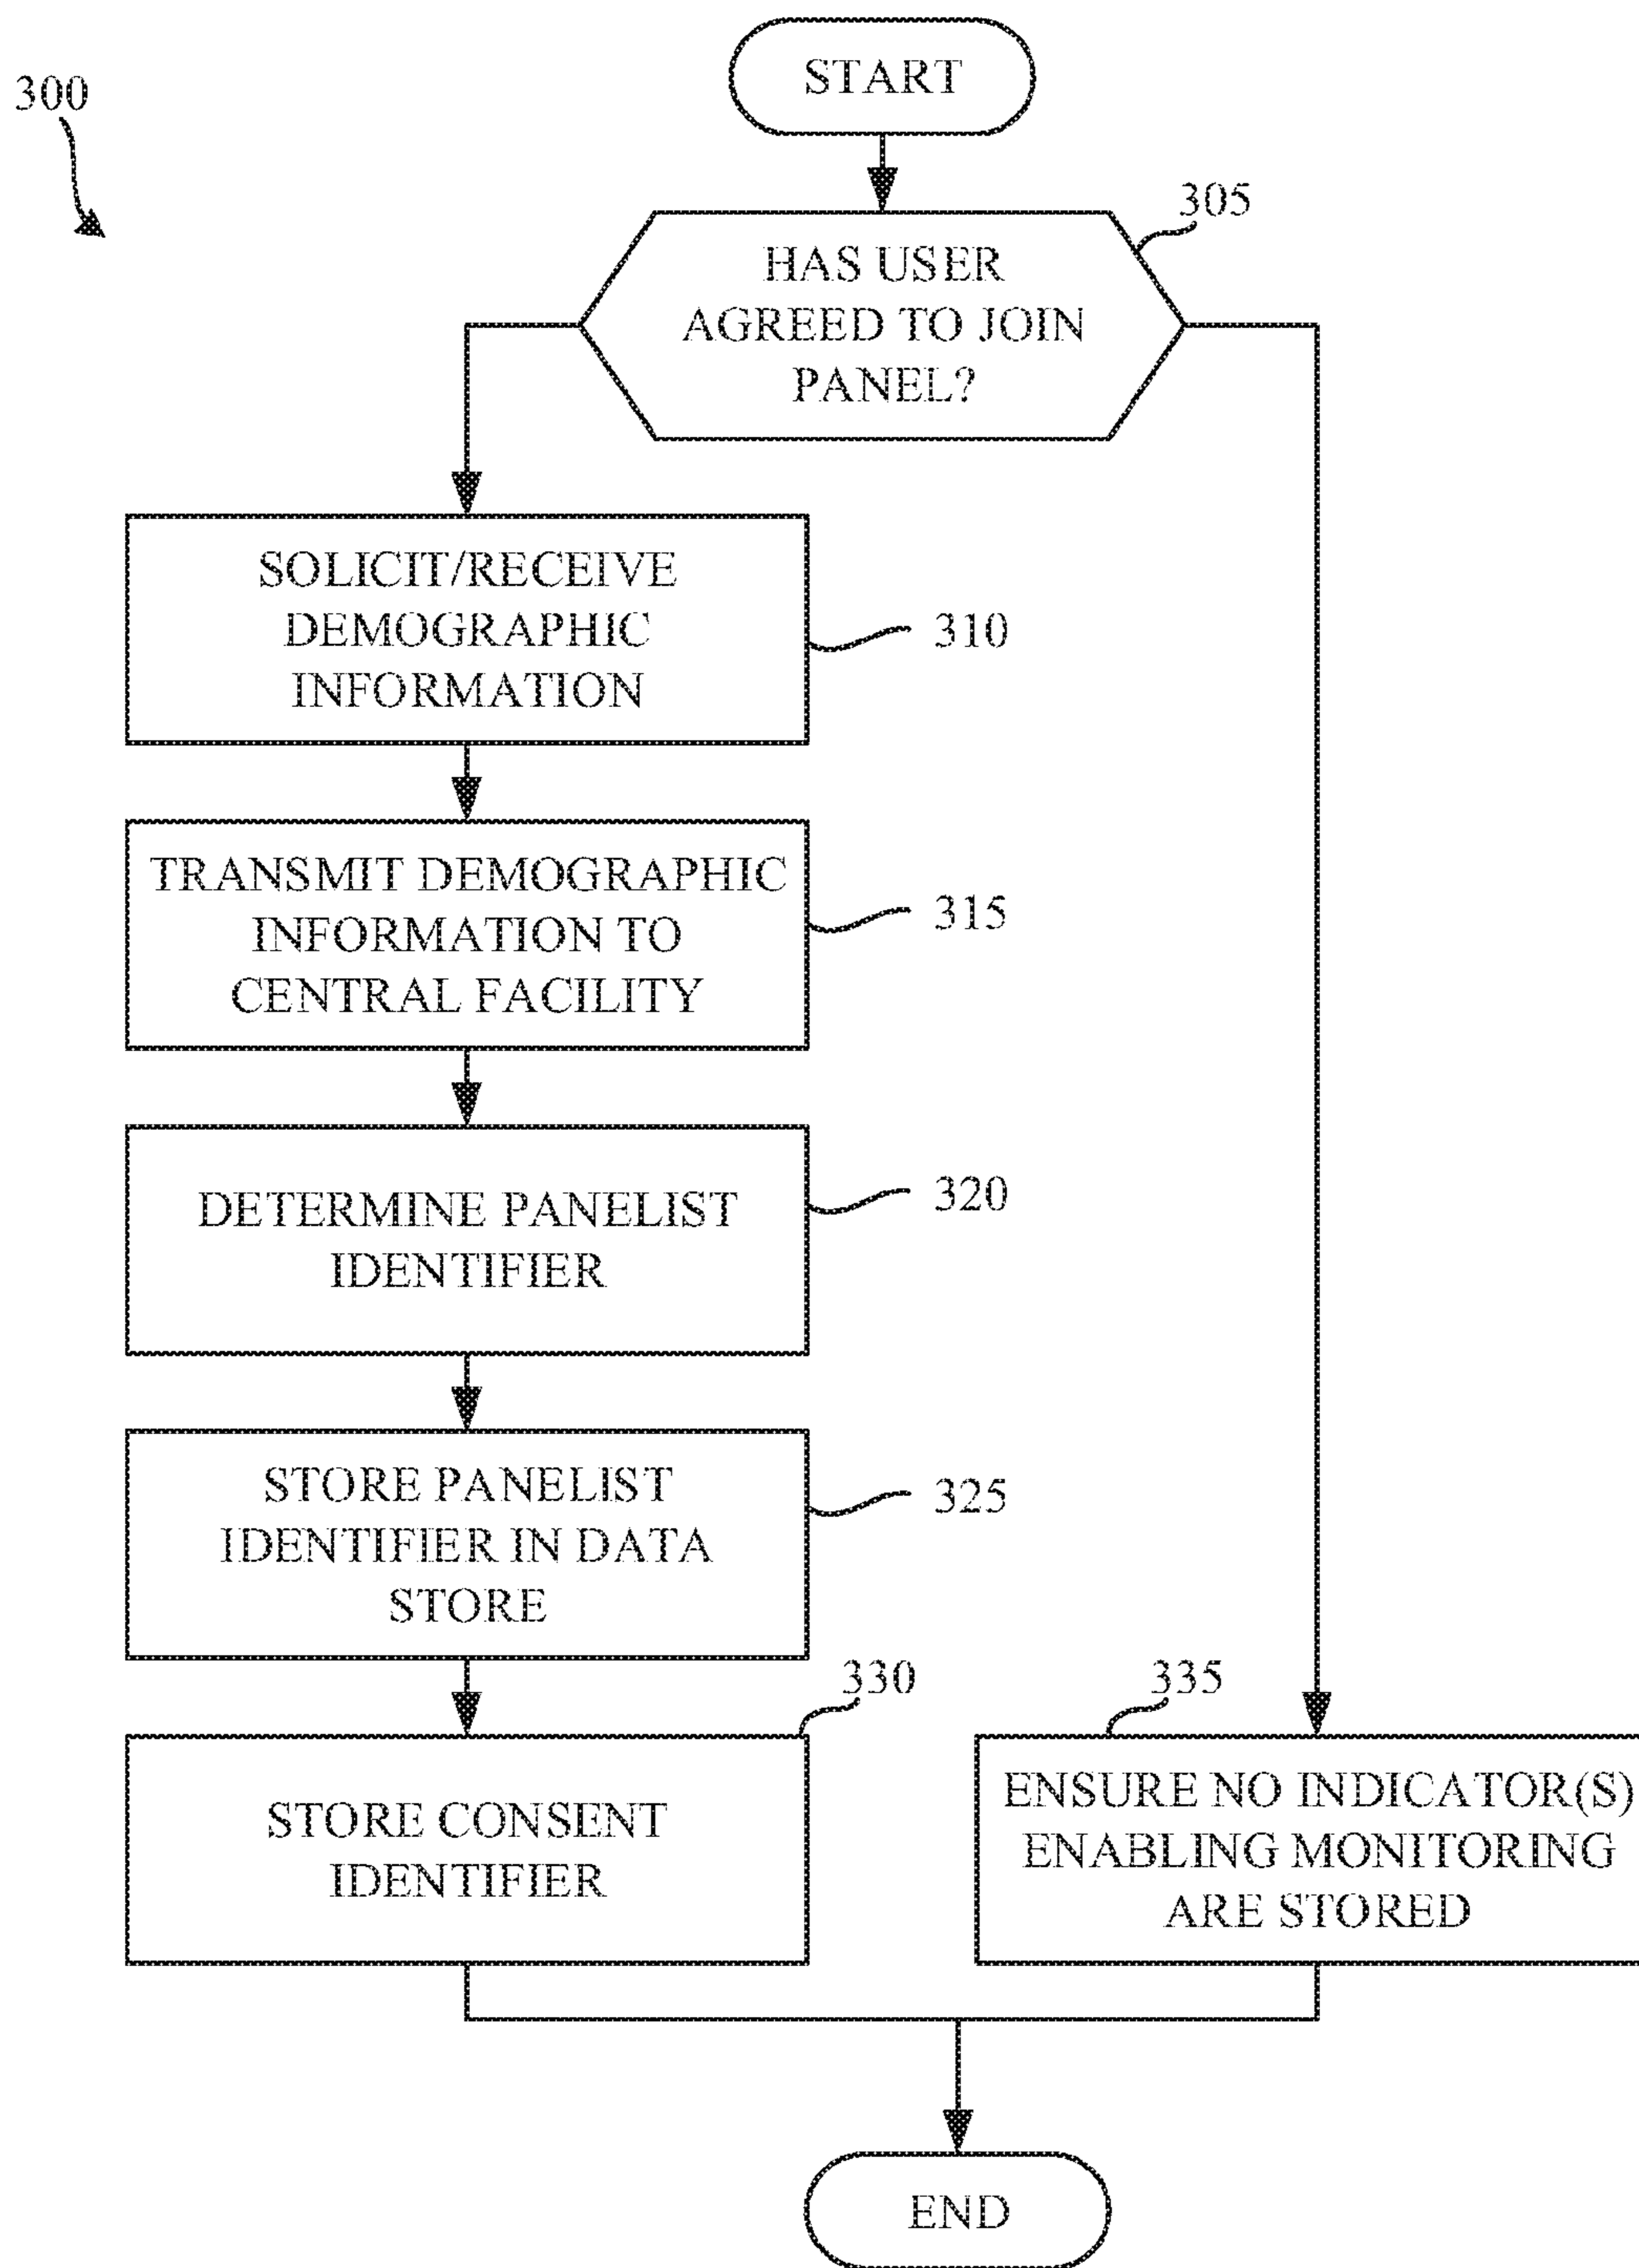 START
300
305
HAS USER
AGREED TO JOIN
PANEL?
SOLICIT/RECEIVE
DEMOGRAPHIC
INFORMATION
310
TRANSMIT DEMOGRAPHIC
INFORMATION TO
CENTRAL FACILITY
315
DETERMINE PANELIST
IDENTIFIER
320
STORE PANELIST
IDENTIFIER IN DATA
STORE
325
330
STORE CONSENT
IDENTIFIER
335
ENSURE NO INDICATOR(S)
ENABLING MONITORING
ARE STORED
END